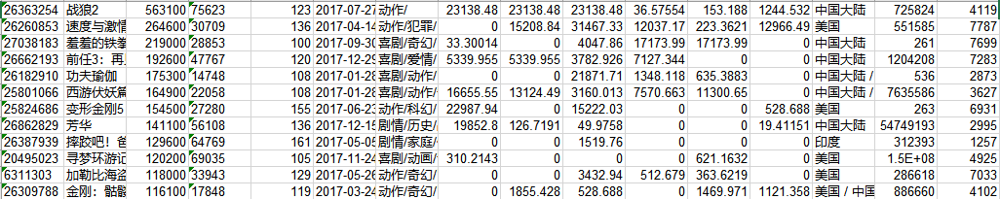 26363254 战狼2 563100 75623 123 2017-07-27 动作/ 23138.48 23138.48 23138.48 36.57554 153.188 1244.532 中国大陆 725824 4119
26260853 速度与激情 264600 30709 136 2017-04-14 动作/犯罪/ 0 15208.84 31467.33 12037.17 223.3621 12966.49 美国 551585 7787
27038183 羞羞的铁拳 219000 28853 100 2017-09-30 喜剧/奇幻/ 33.30014 0 4047.86 17173.99 17173.99 0 中国大陆 261 7699
26662193 前任3：再见 192600 47767 120 2017-12-29 喜剧/爱情/ 5339.955 5339.955 3782.926 7127.344 0 0 中国大陆 1204208 7283
26182910 功夫瑜伽 175300 14748 108 2017-01-28 喜剧/动作/ 0 0 21871.71 1348.118 635.3883 0 中国大陆 / 536 2873
25801066 西游伏妖篇 164900 22058 108 2017-01-28 喜剧/动作/ 16655.55 13124.49 3160.013 7570.663 11300.65 0 中国大陆 / 7635586 3627
25824686 变形金刚5 154500 27280 155 2017-06-23 动作/科幻/ 22987.94 0 15222.03 0 0 528.688 美国 263 6931
26862829 芳华 141100 56108 136 2017-12-15 剧情/历史/ 19852.8 126.7191 49.9758 0 0 19.41151 中国大陆 54749193 2995
26387939 摔跤吧！爸 129600 64769 161 2017-05-05 剧情/家庭/ 0 0 1519.76 0 0 0 印度 312393 1257
20495023 寻梦环游记 120200 69035 105 2017-11-24 喜剧/动画/ 310.2143 0 0 0 621.1632 0 美国 1.5E+08 4925
6311303 加勒比海盗 118000 33943 129 2017-05-26 动作/奇幻/ 0 0 3432.94 512.679 363.6219 0 美国 286618 7033
26309788 金刚：骷髅 116100 17848 119 2017-03-24 动作/奇幻/ 0 1855.428 528.688 0 1469.971 1121.358 美国 / 中国 886660 4102